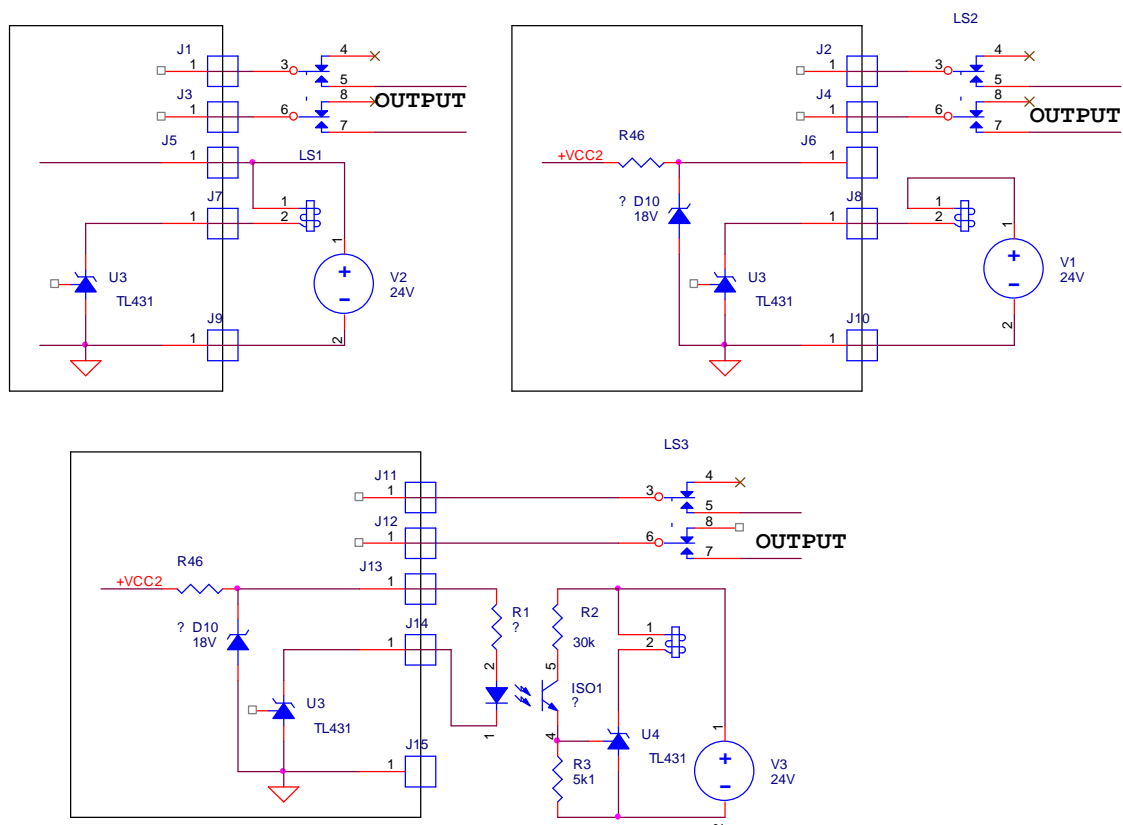 LS2
J1
1
3
4
5
J3
1
6
8
7
OUTPUT
J5
1
LS1
J7
1
1
2
U3
TL431
1
V2
24V
2
J9
1
J2
1
3
4
5
J4
1
6
8
7
OUTPUT
R46
+VCC2
J6
1
? D10
18V
J8
1
1
2
U3
TL431
1
V1
24V
2
J10
1
LS3
J11
1
3
4
5
J12
1
6
8
7
OUTPUT
R46
+VCC2
J13
1
? D10
18V
J14
1
U3
TL431
J15
1
R1
?
2
1
R2
30k
5
ISO1
?
4
R3
5k1
1
2
U4
TL431
1
V3
24V